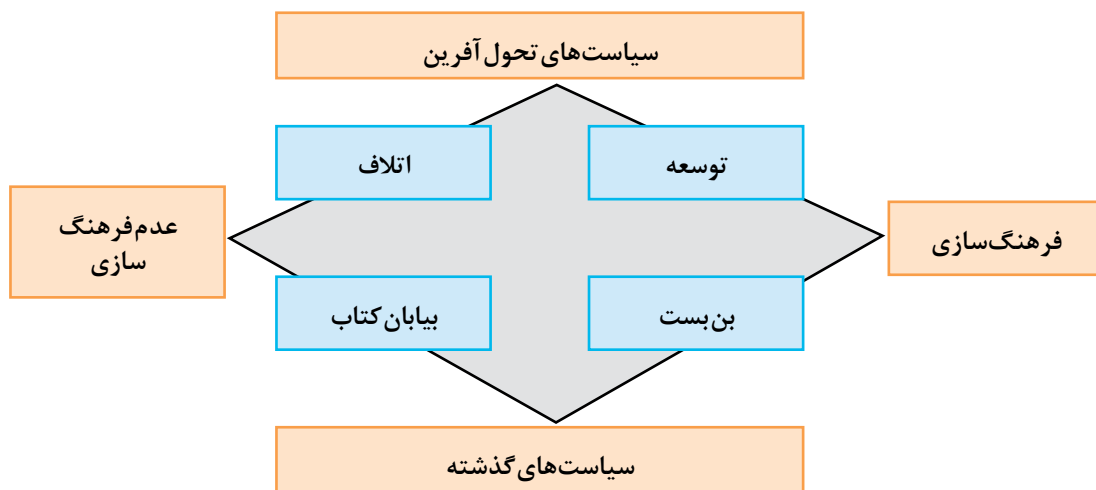 سیاست‌های تحول‌آفرین
توسعه
اتلاف
فرهنگ‌سازی
عدم‌فرهنگ
سازی
بن‌بست
بیابان کتاب
سیاست‌های گذشته